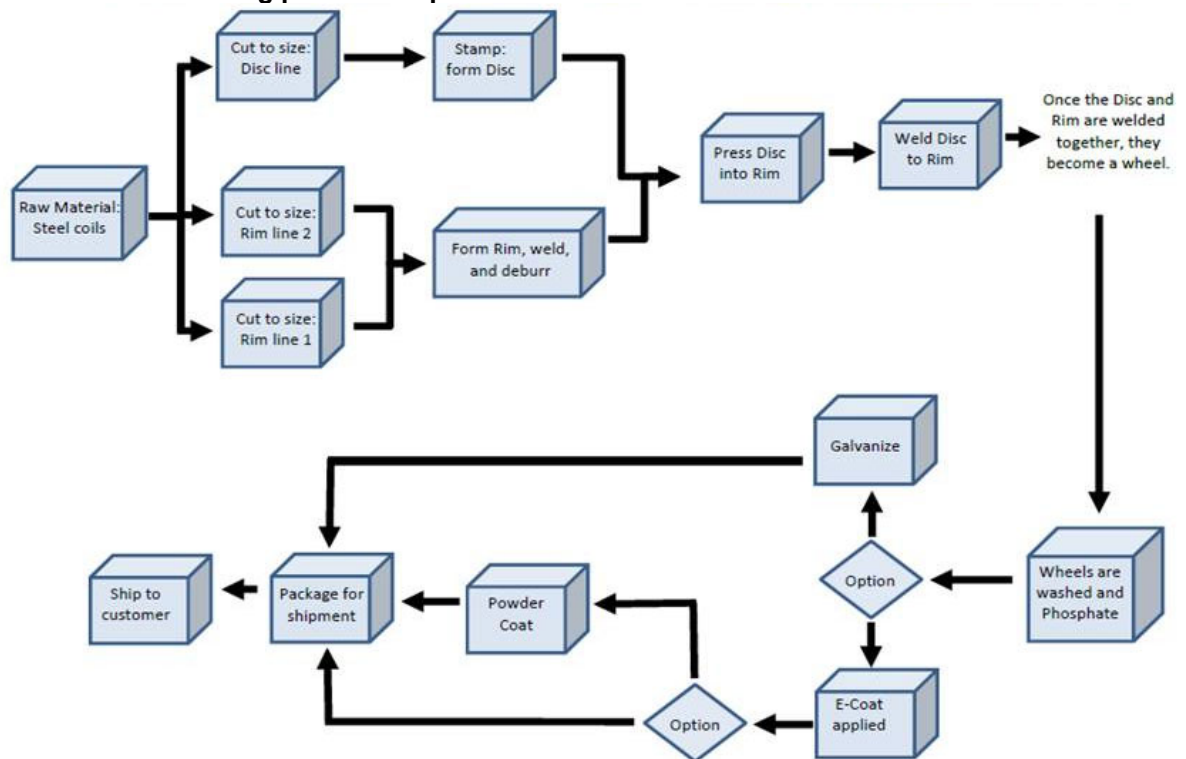 Cut to size:
Disc line
Stamp:
form Disc
Once the Disc and
Rim are welded
together, they
become a wheel.
Press Disc
into Rim
Weld Disc
to Rim
Raw Material:
Steel coils
Cut to size:
Rim line 2
Form Rim, weld,
and deburr
Cut to size:
Rim line 1
Galvanize
Option
Wheels are
washed and
Phosphate
Ship to
customer
Package for
shipment
Powder
Coat
E-Coat
applied
Option